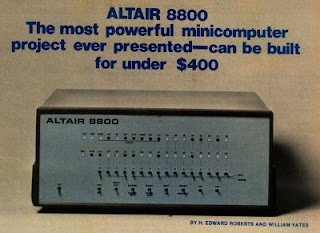 ALTAIR 8800
The most powerful minicomputer
project ever presented—can be built
for under $400
ALTAIR 8800
BY H. EDWARD ROBERTS AND WILLIAM YATES